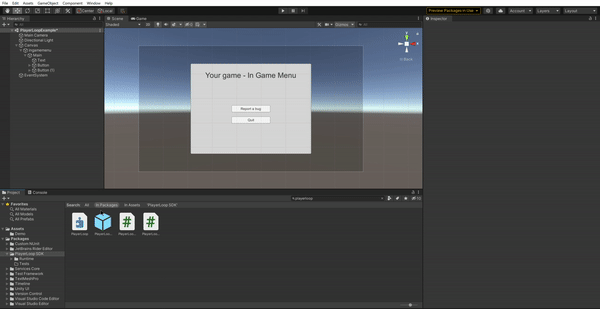 File Edit Assets GameObject Component Window Help
Center Local
Preview Packages in Use
Account
Layers
Layout
Hierarchy
Scene Game
Inspector
All
Shaded
2D
Gizmos
All
PlayerLoopExample*
Main Camera
Directional Light
Canvas
IngameMenu
Main
Text
Button
Button (1)
EventSystem
Back
Your game - In Game Menu
Report a bug
Quit
Project Console
playerloop
Favorites
All Materials
All Models
All Prefabs
Assets
Demo
Packages
Custom NUnit
JetBrains Rider Editor
PlayerLoop SDK
Runtime
Tests
Services Core
Test Framework
TextMeshPro
Timeline
Unity UI
Version Control
Visual Studio Code Editor
Visual Studio Editor
Search: All In Packages In Assets PlayerLoop SDK
PlayerLoop PlayerLoo... PlayerLoo... PlayerLoo...